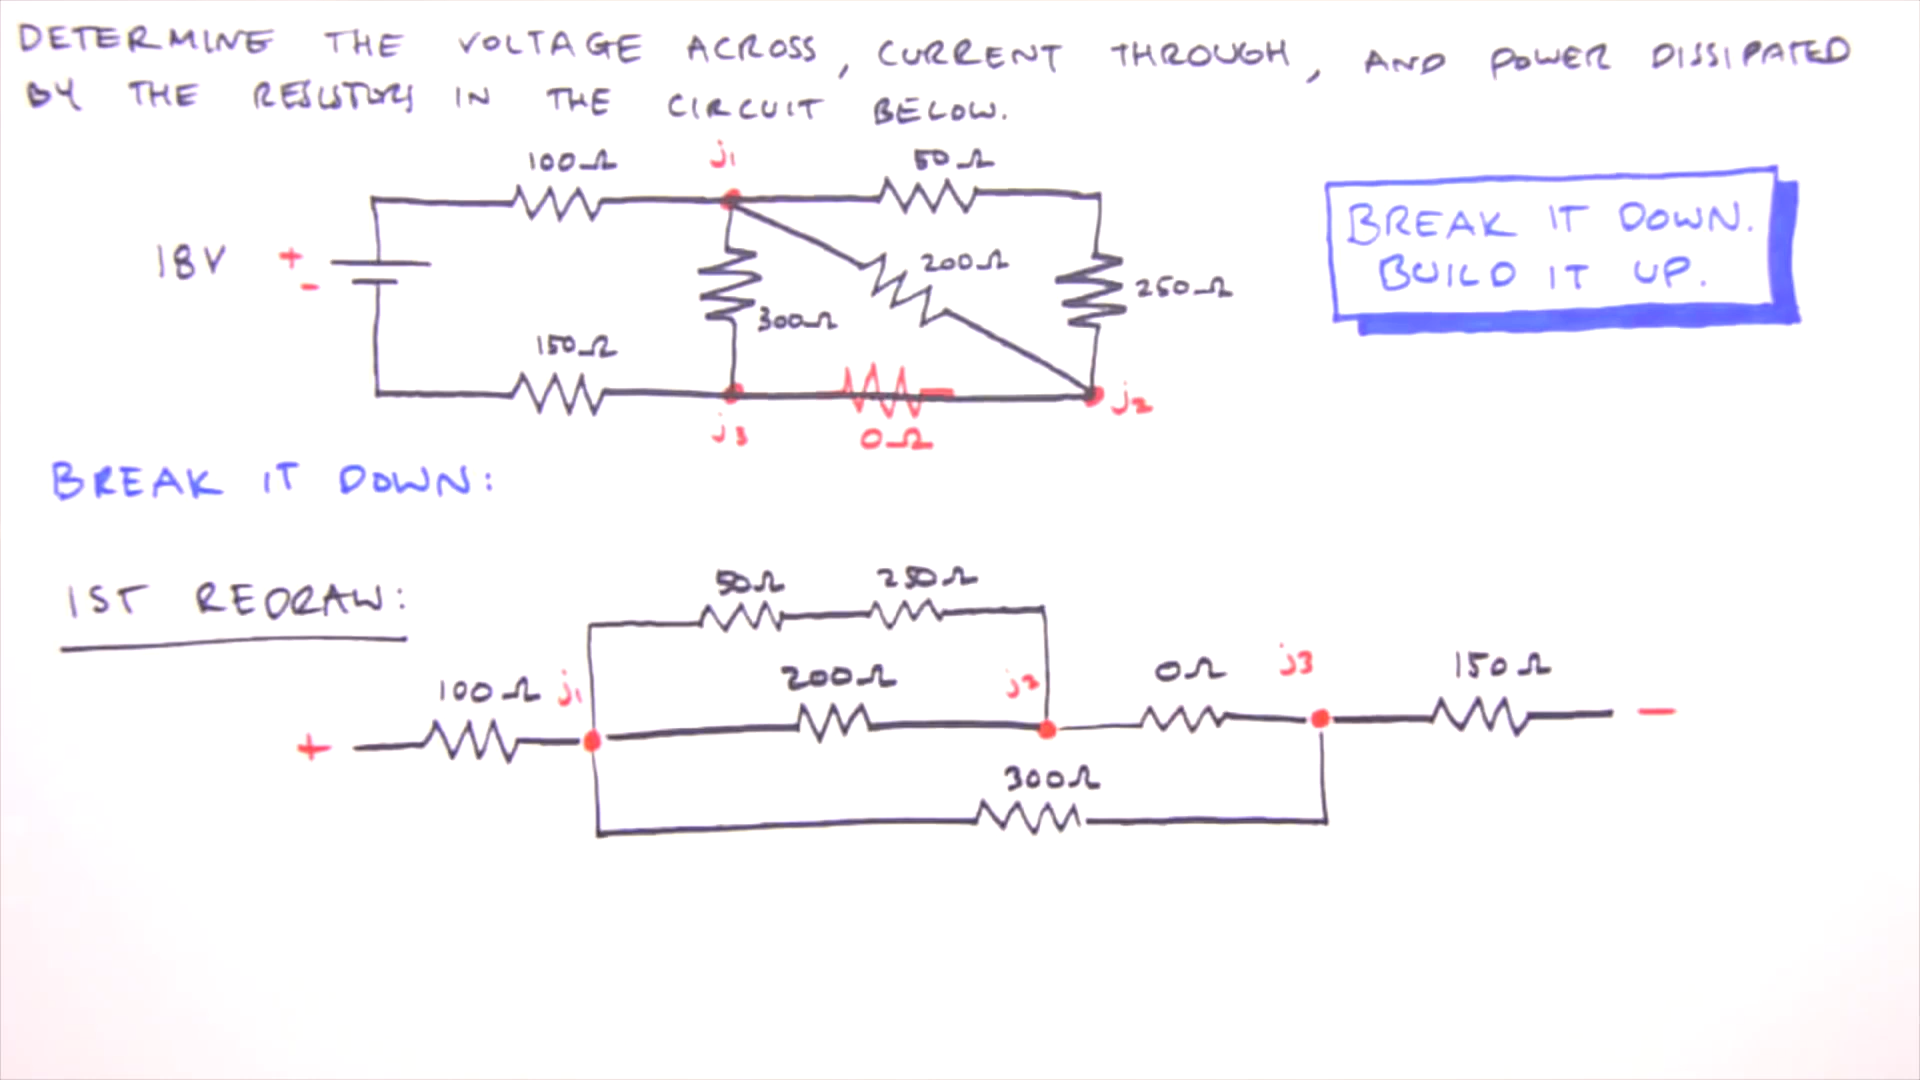 DETERMINE THE VOLTAGE ACROSS, CURRENT THROUGH, AND POWER DISSIPATED
BY THE RESISTORS IN THE CIRCUIT BELOW.
100Ω j1 50Ω
BREAK IT DOWN.
BUILD IT UP.
18V + -
200Ω
250Ω
300Ω
150Ω
j2
j3 0Ω
BREAK IT DOWN:
1ST REDRAW:
50Ω 250Ω
100Ω j1 200Ω j2 0Ω j3 150Ω
+ -
300Ω